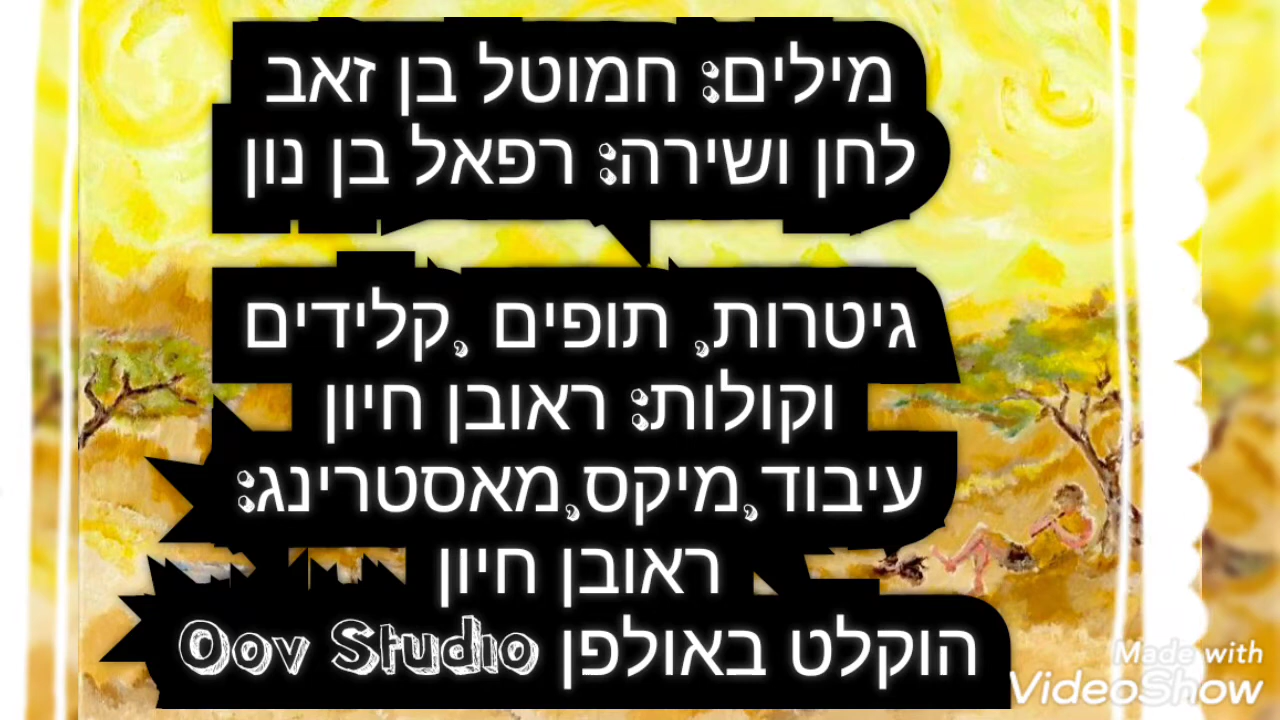 מילים: חמוטל בן זאב
לחן ושירה: רפאל בן נון
גיטרות, תופים ,קלידים
וקולות: ראובן חיון
עיבוד,מיקס,מאסטרינג:
ראובן חיון
הוקלט באולפן Oov Studio
Made with
VideoShow